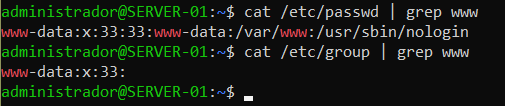 administrador@SERVER-01:~$ cat /etc/passwd | grep www
www-data:x:33:33:www-data:/var/www:/usr/sbin/nologin
administrador@SERVER-01:~$ cat /etc/group | grep www
www-data:x:33:
administrador@SERVER-01:~$